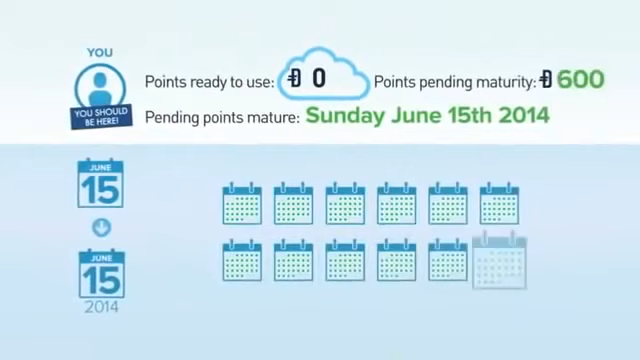 YOU
YOU SHOULD
BE HERE!
Points ready to use: Ð 0 Points pending maturity: Ð 600
Pending points mature: Sunday June 15th 2014
JUNE
15
JUNE
15
2014